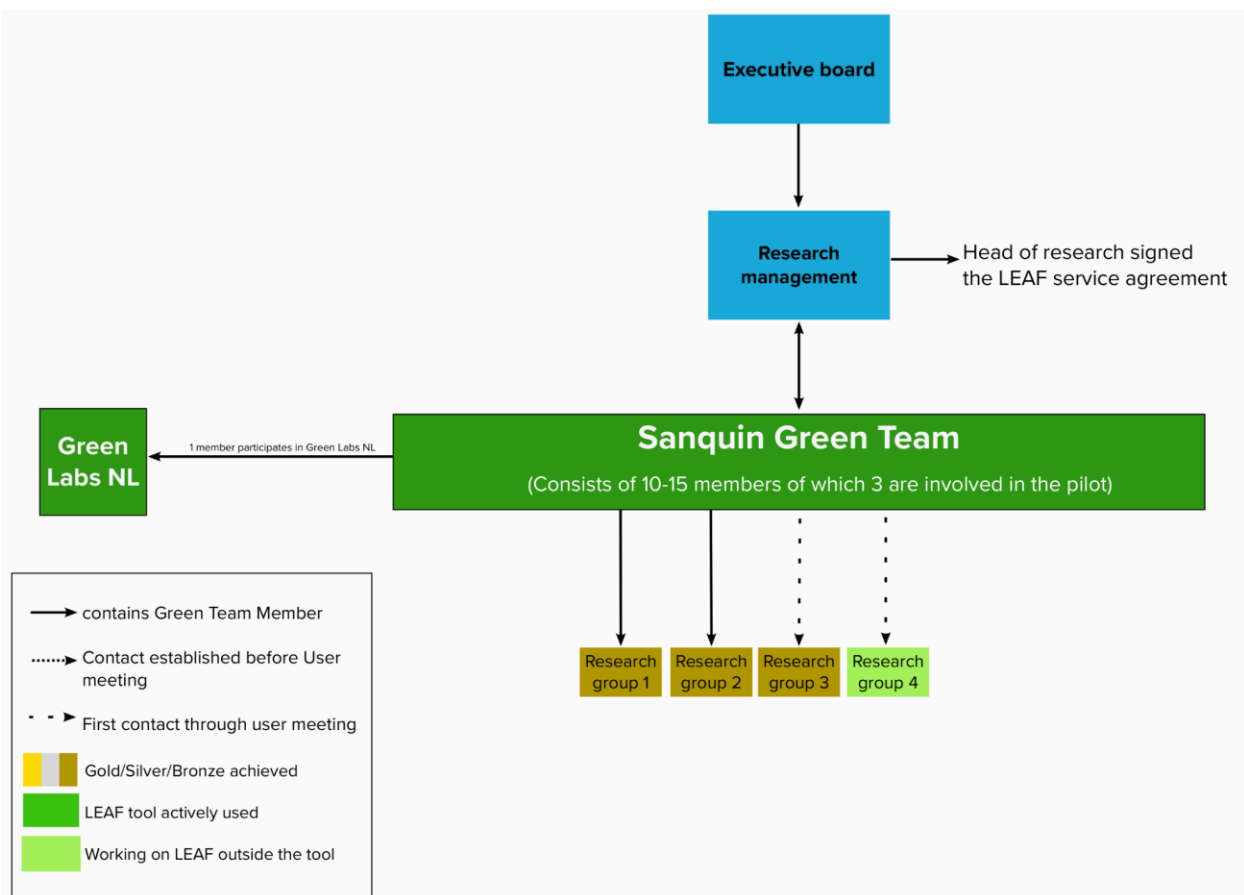 Executive board
Research
management
Head of research signed
the LEAF service agreement
Green
Labs NL
1 member participates in Green Labs NL
Sanquin Green Team
(Consists of 10-15 members of which 3 are involved in the pilot)
Research
group 1
Research
group 2
Research
group 3
Research
group 4
contains Green Team Member
Contact established before User
meeting
First contact through user meeting
Gold/Silver/Bronze achieved
LEAF tool actively used
Working on LEAF outside the tool